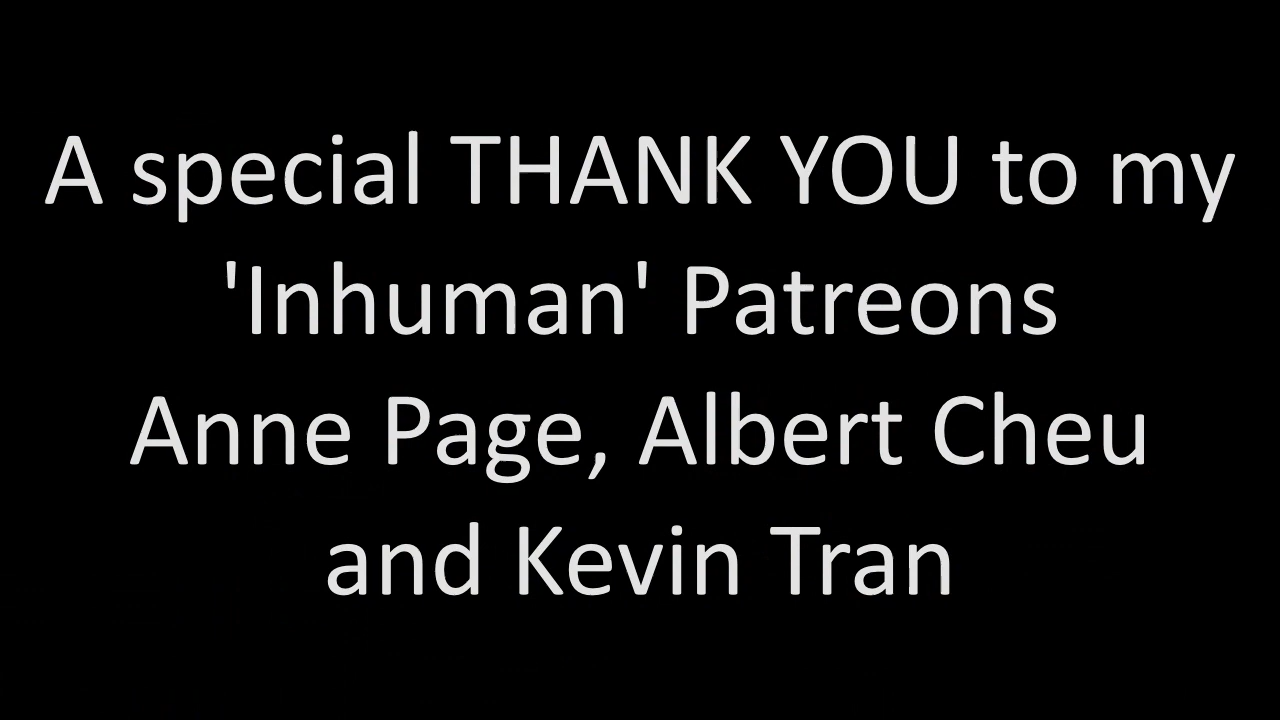 A special THANK YOU to my
'Inhuman' Patreons
Anne Page, Albert Cheu
and Kevin Tran